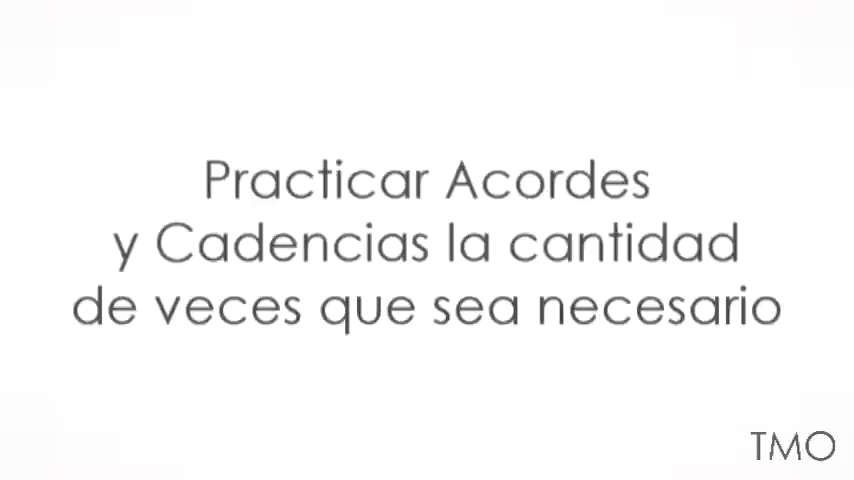 Practicar Acordes
y Cadencias la cantidad
de veces que sea necesario
TMO